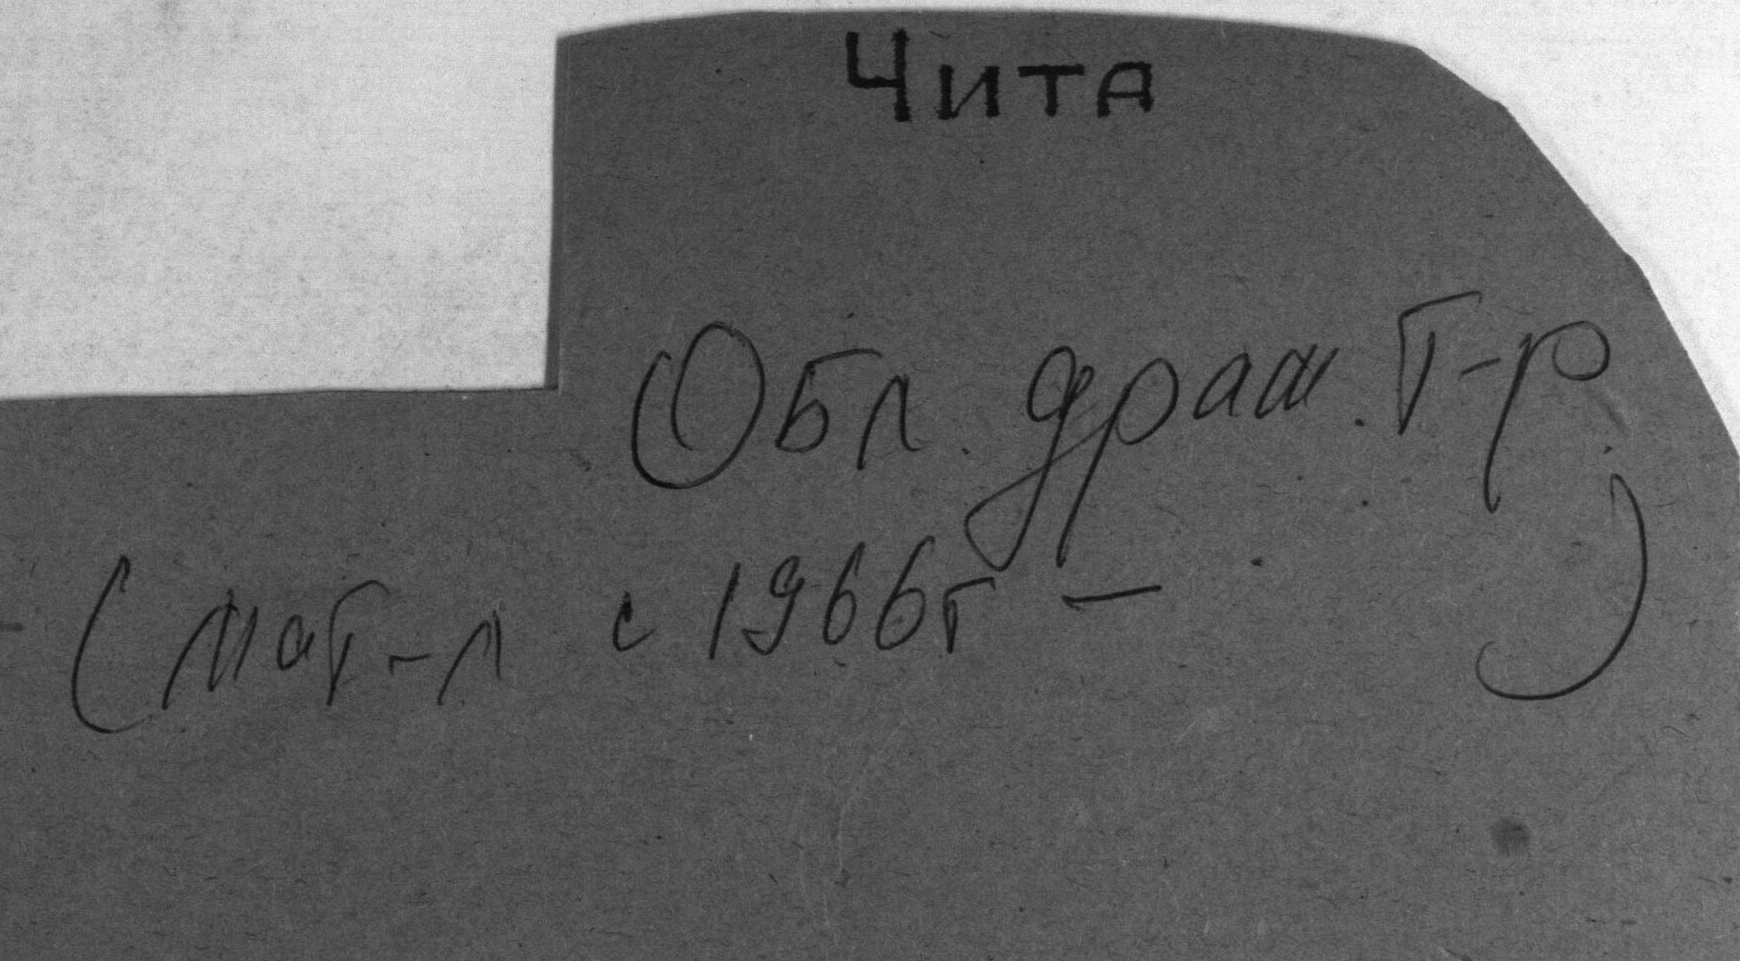 Чита
Обл. драм. т-р.
(мат-л с 1966г — )